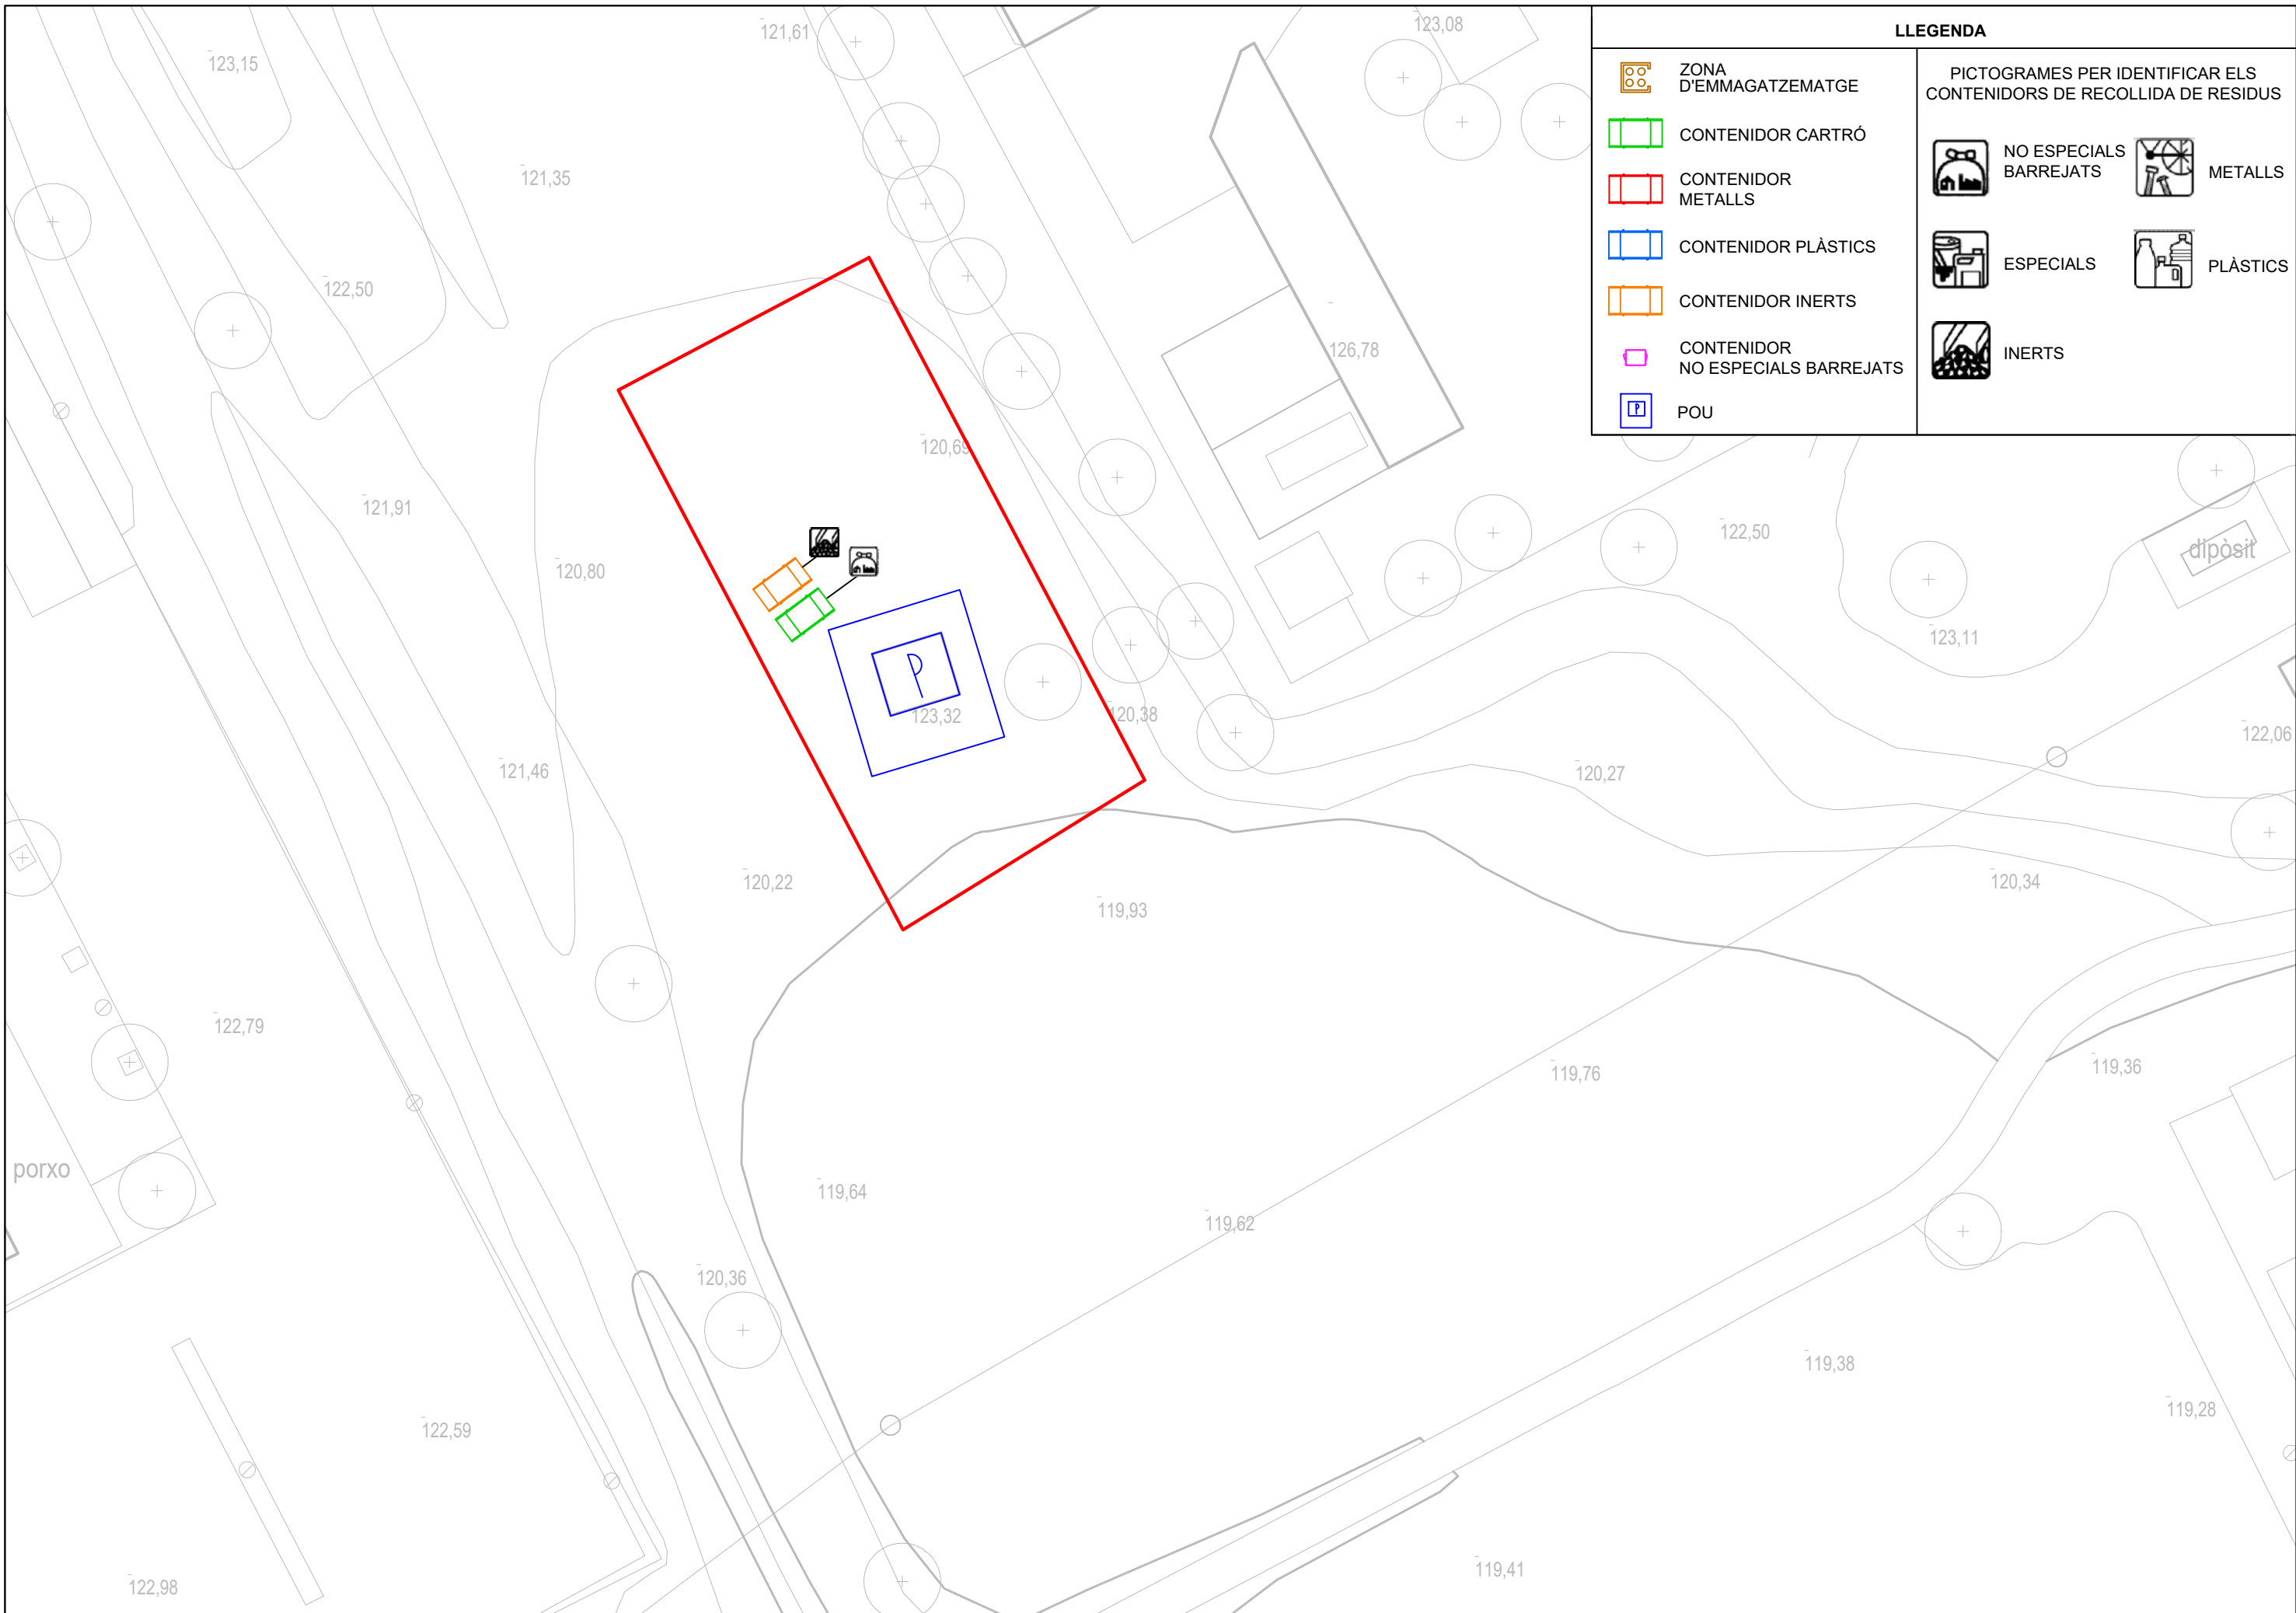 LLEGENDA
ZONA
D'EMMAGATZEMATGE
CONTENIDOR CARTRÓ
CONTENIDOR
METALLS
CONTENIDOR PLÀSTICS
CONTENIDOR INERTS
CONTENIDOR
NO ESPECIALS BARREJATS
P
POU
PICTOGRAMES PER IDENTIFICAR ELS
CONTENIDORS DE RECOLLIDA DE RESIDUS
NO ESPECIALS
BARREJATS
METALLS
ESPECIALS
PLÀSTICS
INERTS
121,61
123,08
123,15
121,35
122,50
126,78
120,69
121,91
122,50
dipòsit
120,80
123,11
P
123,32
120,38
122,06
121,46
120,27
120,22
120,34
119,93
122,79
119,36
119,76
porxo
119,64
119,62
120,36
119,38
119,28
122,59
119,41
122,98